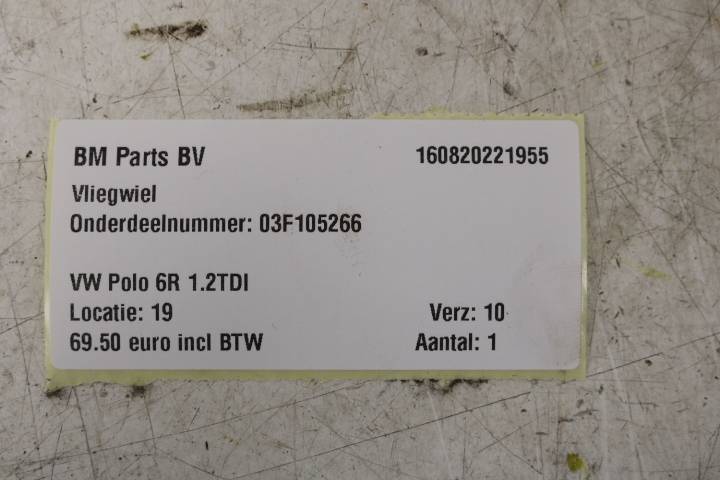 BM Parts BV 160820221955
Vliegwiel
Onderdeelnummer: 03F105266
VW Polo 6R 1.2TDI
Locatie: 19 Verz: 10
69.50 euro incl BTW Aantal: 1